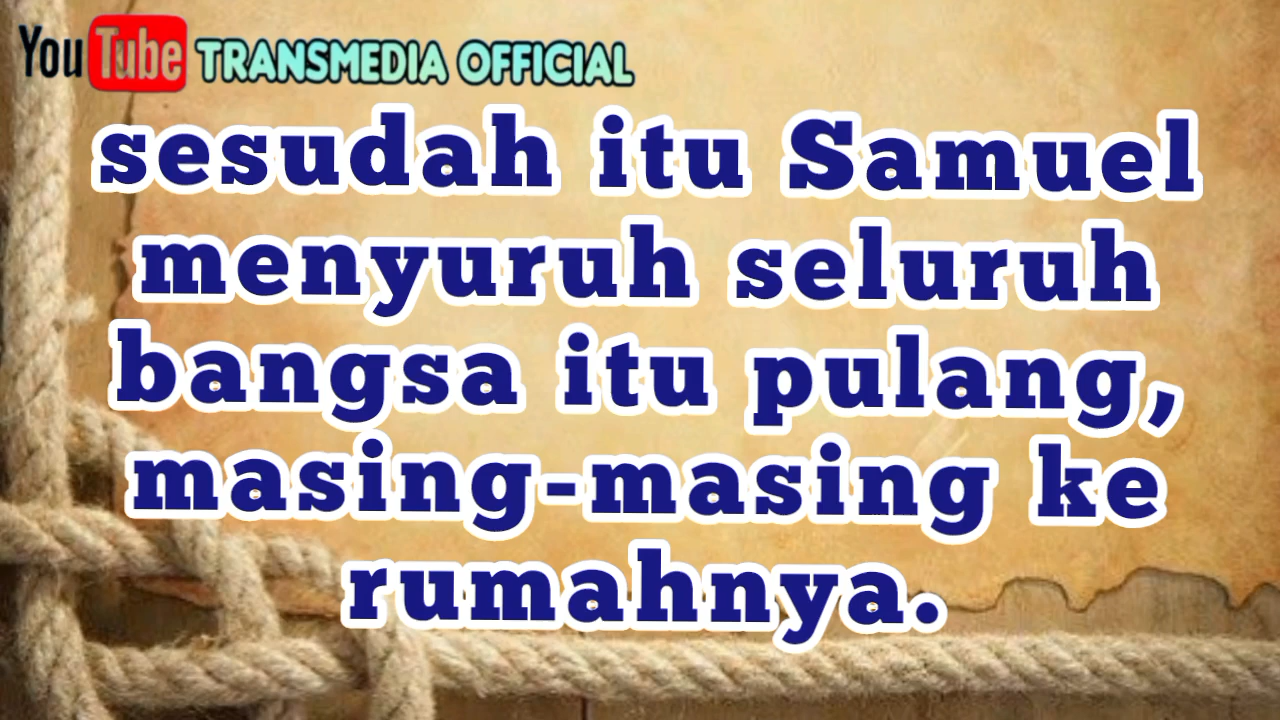 YouTube TRANSMEDIA OFFICIAL
sesudah itu Samuel
menyuruh seluruh
bangsa itu pulang,
masing-masing ke
rumahnya.